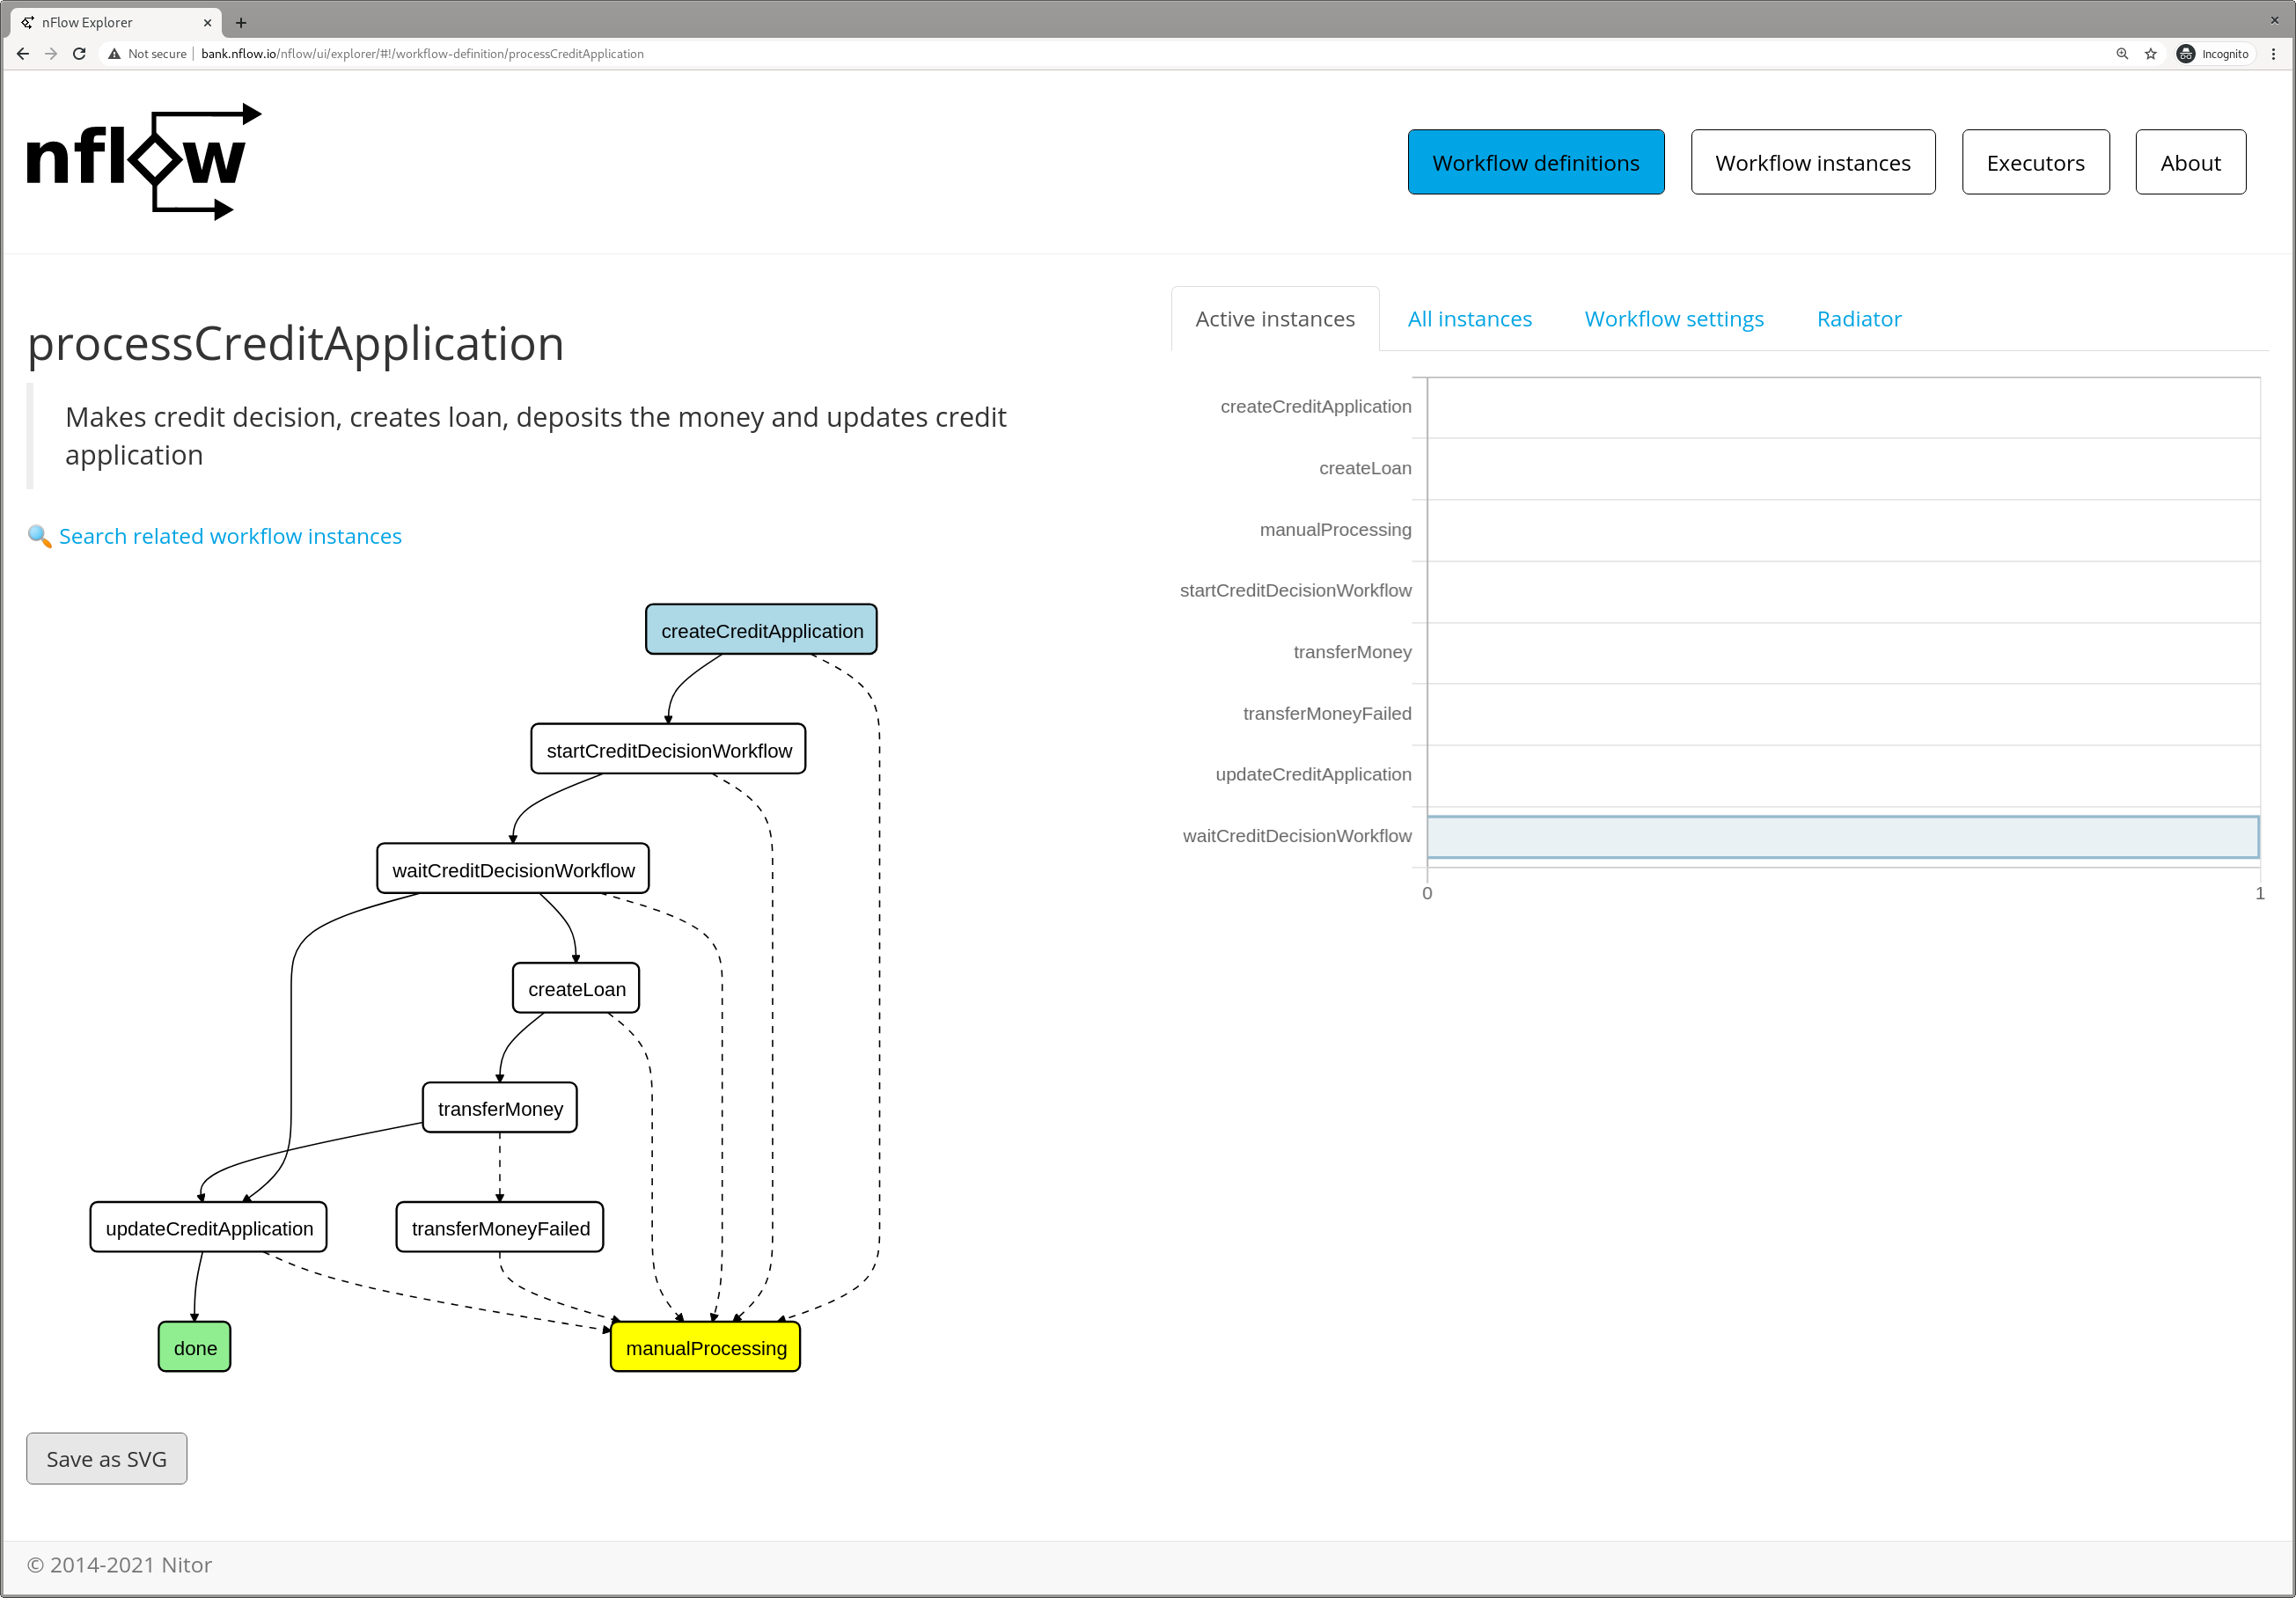 nFlow Explorer
Not secure
bank.nflow.io/nflow/ui/explorer/#!/workflow-definition/processCreditApplication
Incognito
nflow
Workflow definitions
Workflow instances
Executors
About
processCreditApplication
Makes credit decision, creates loan, deposits the money and updates credit
application
Search related workflow instances
createCreditApplication
startCreditDecisionWorkflow
waitCreditDecisionWorkflow
createLoan
transferMoney
updateCreditApplication
transferMoneyFailed
done
manualProcessing
Save as SVG
Active instances
All instances
Workflow settings
Radiator
createCreditApplication
createLoan
manualProcessing
startCreditDecisionWorkflow
transferMoney
transferMoneyFailed
updateCreditApplication
waitCreditDecisionWorkflow
0
1
© 2014-2021 Nitor